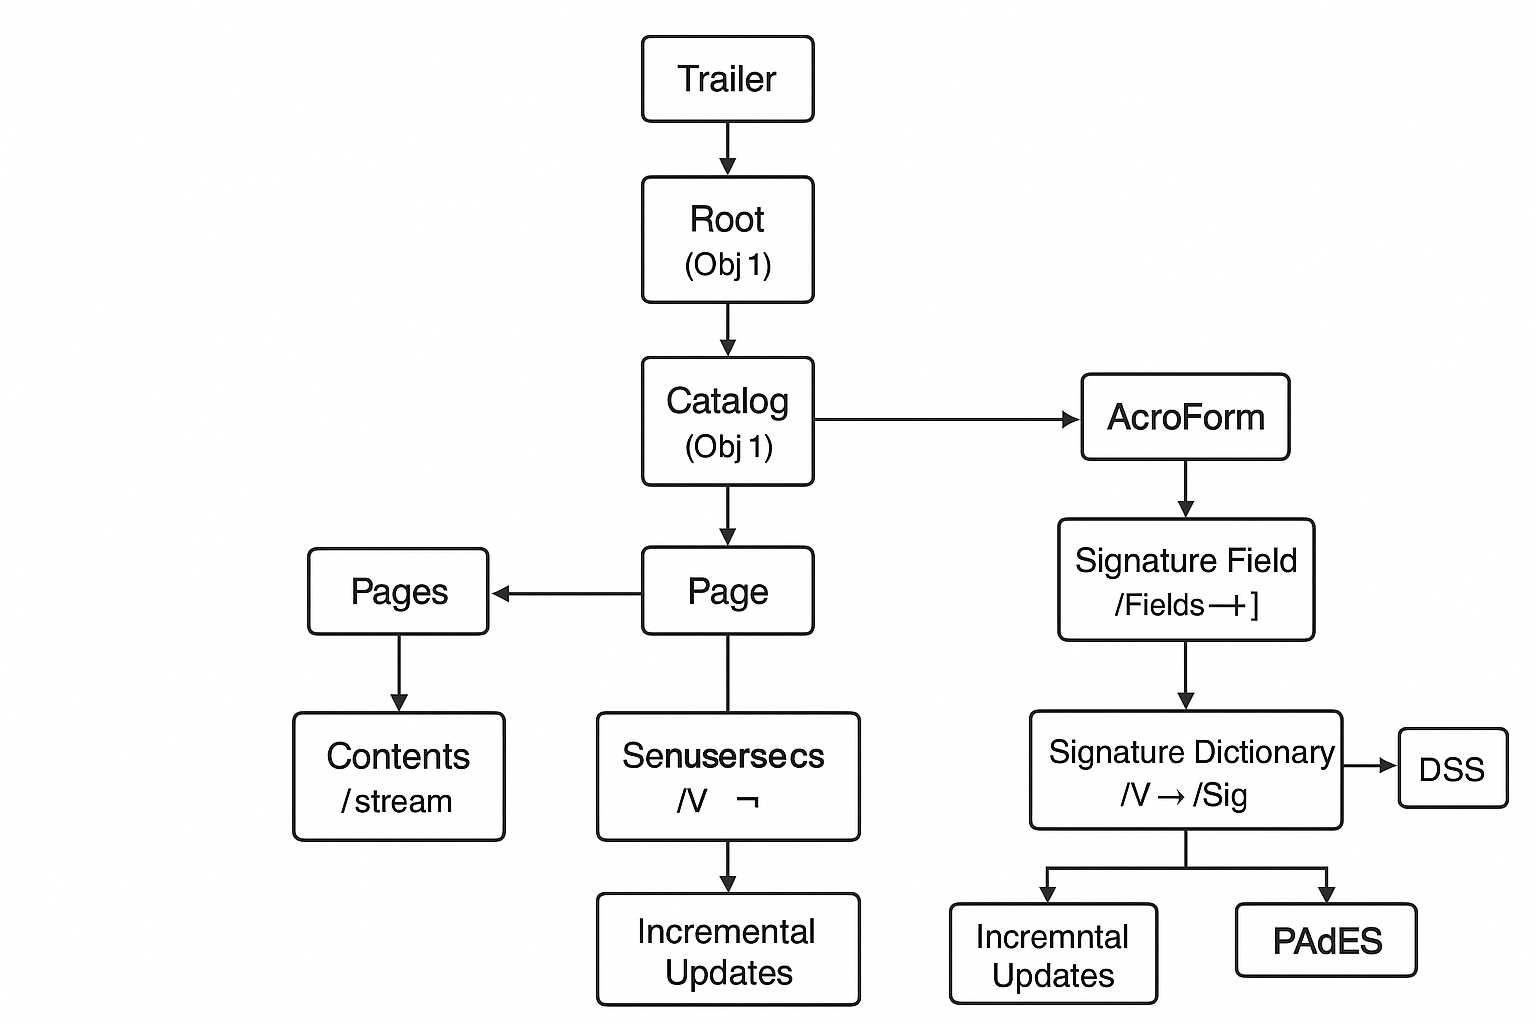 Trailer
Root
(Obj 1)
Catalog
(Obj 1)
AcroForm
Pages
Page
Signature Field
/Fields —+ ]
Contents
/stream
Senusersecs
/V ¬
Signature Dictionary
/V → /Sig
DSS
Incremental
Updates
Incremntal
Updates
PAdES